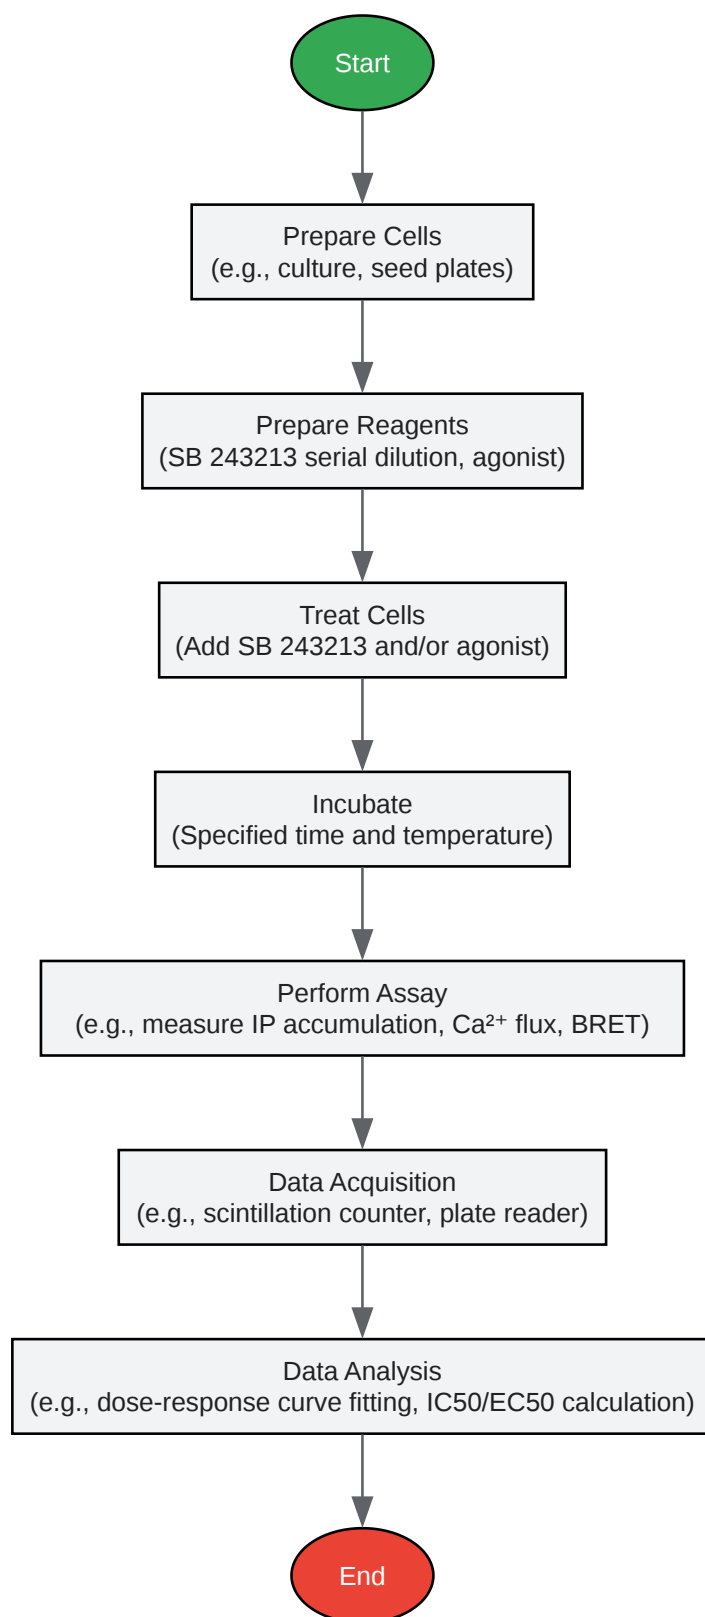 Start
Prepare Cells
(e.g., culture, seed plates)
Prepare Reagents
(SB 243213 serial dilution, agonist)
Treat Cells
(Add SB 243213 and/or agonist)
Incubate
(Specified time and temperature)
Perform Assay
(e.g., measure IP accumulation, Ca²⁺ flux, BRET)
Data Acquisition
(e.g., scintillation counter, plate reader)
Data Analysis
(e.g., dose-response curve fitting, IC50/EC50 calculation)
End